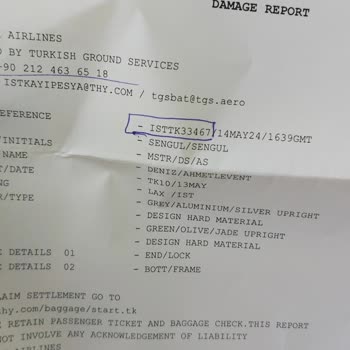 DAMAGE REPORT
AIRLINES
BY TURKISH GROUND SERVICES
90 212 463 65 18
ISTKAYIPESYA@THY.COM / tgsbat@tgs.aero
EFERENCE - ISTTK33467/14MAY24/1639GMT
/INITIALS - SENGUL/SENGUL
NAME - MSTR/DS/AS
T/DATE - DENIZ/AHMETLEVENT
NG - TK10/13MAY
R/TYPE - LAX /IST
- GREY/ALUMINIUM/SILVER UPRIGHT
- DESIGN HARD MATERIAL
- GREEN/OLIVE/JADE UPRIGHT
- DESIGN HARD MATERIAL
E DETAILS 01 - END/LOCK
E DETAILS 02 - BOTT/FRAME
LAIM SETTLEMENT GO TO
hy.com/baggage/start.tk
E RETAIN PASSENGER TICKET AND BAGGAGE CHECK.THIS REPORT
NOT INVOLVE ANY ACKNOWLEDGEMENT OF LIABILITY
AIRLINES